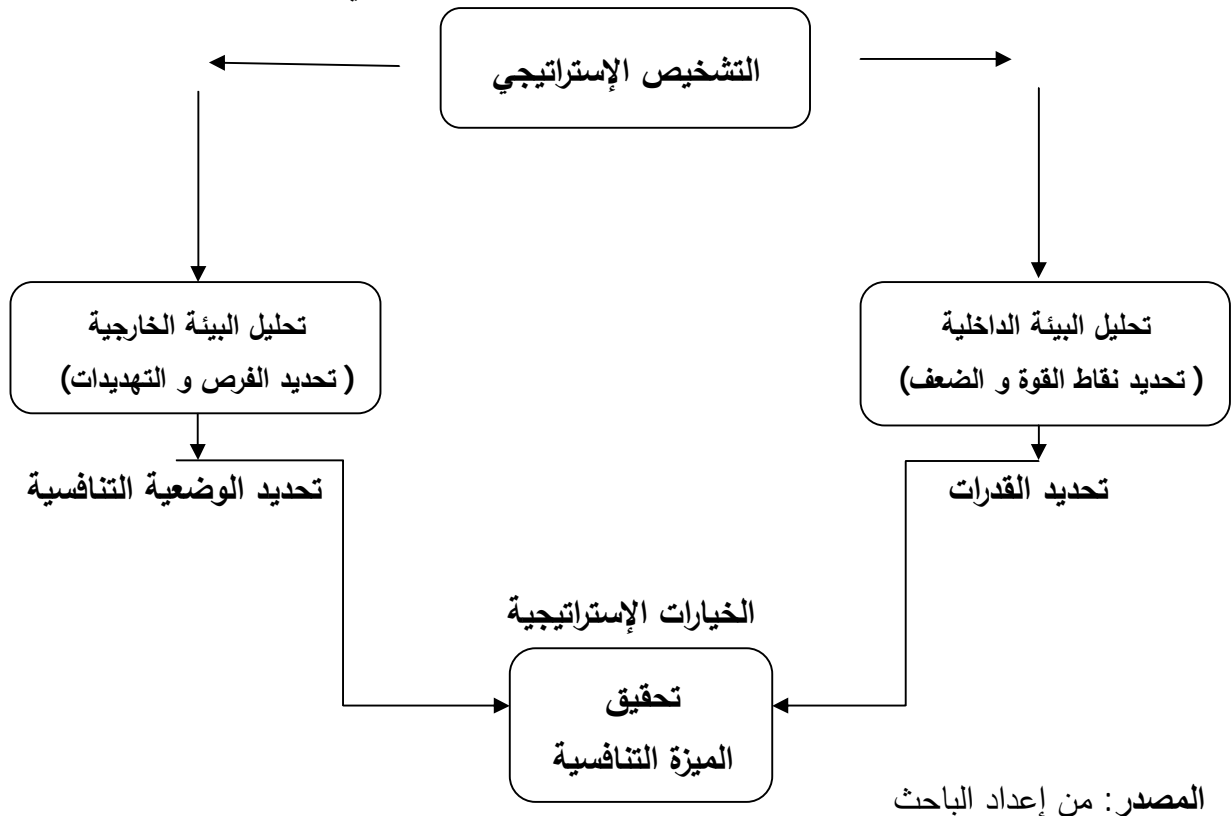 التشخيص الإستراتيجي
تحليل البيئة الداخلية
(تحديد نقاط القوة و الضعف)
تحليل البيئة الخارجية
(تحديد الفرص و التهديدات)
تحديد القدرات
تحديد الوضعية التنافسية
الخيارات الإستراتيجية
تحقيق
الميزة التنافسية
المصدر: من إعداد الباحث